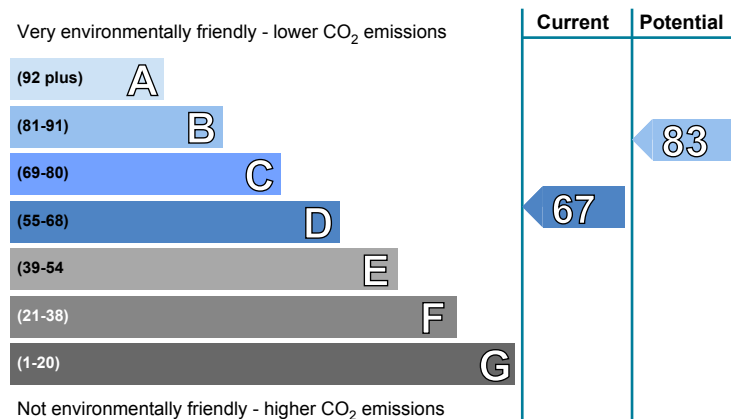 Very environmentally friendly - lower CO₂ emissions
Current
Potential
(92 plus) A
(81-91) B
(69-80) C
(55-68) D
(39-54 E
(21-38) F
(1-20) G
83
67
Not environmentally friendly - higher CO₂ emissions